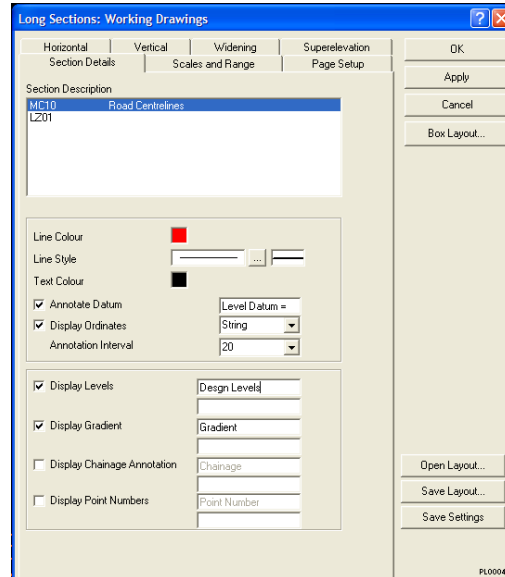 Long Sections: Working Drawings
Horizontal Vertical Widening Superelevation
Section Details Scales and Range Page Setup
OK
Apply
Cancel
Box Layout...
Section Description
MC10 Road Centrelines
LZ01
Line Colour
Line Style ...
Text Colour
Annotate Datum Level Datum =
Display Ordinates String
Annotation Interval 20
Display Levels Desgn Levels
Display Gradient Gradient
Display Chainage Annotation Chainage
Display Point Numbers Point Number
Open Layout...
Save Layout...
Save Settings
PL0004